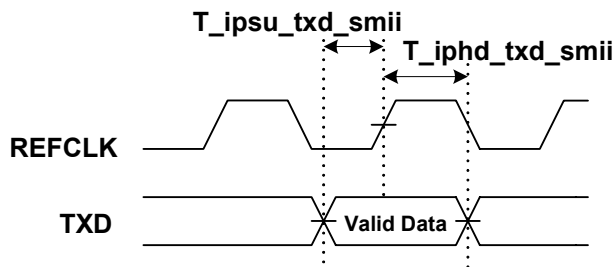 T_ipsu_txd_smii
T_iphd_txd_smii
REFCLK
TXD
Valid Data